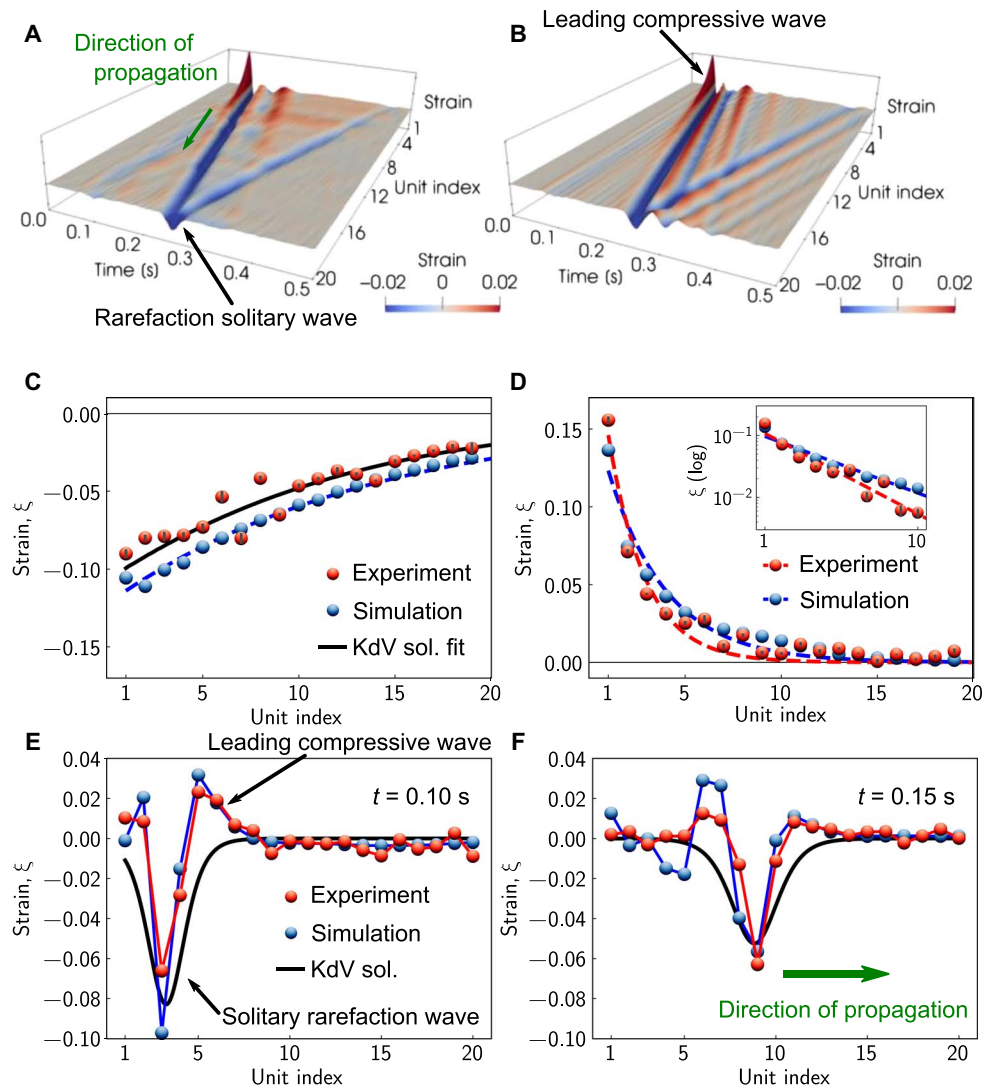 A
Direction of
propagation
Strain
1
4
8
12
16
20
Unit index
0.0
0.1
0.2
0.3
0.4
0.5
Time (s)
Strain
−0.02 0 0.02
Rarefaction solitary wave
B
Leading compressive wave
Strain
1
4
8
12
16
20
Unit index
0.0
0.1
0.2
0.3
0.4
0.5
Time (s)
Strain
−0.02 0 0.02
C
0.00
−0.05
−0.10
−0.15
Strain, ξ
Experiment
Simulation
KdV sol. fit
1 5 10 15 20
Unit index
D
0.15
0.10
0.05
0.00
Strain, ξ
10⁻¹
10⁻²
ξ (log)
1 10
Experiment
Simulation
1 5 10 15 20
Unit index
E
Leading compressive wave
0.04
0.02
0.00
−0.02
−0.04
−0.06
−0.08
−0.10
Strain, ξ
t = 0.10 s
Experiment
Simulation
KdV sol.
Solitary rarefaction wave
1 5 10 15 20
Unit index
F
0.04
0.02
0.00
−0.02
−0.04
−0.06
−0.08
−0.10
Strain, ξ
t = 0.15 s
Direction of propagation
1 5 10 15 20
Unit index